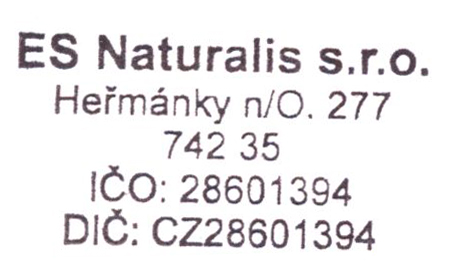 ES Naturalis s.r.o.
Heřmánky n/O. 277
742 35
IČO: 28601394
DIČ: CZ28601394